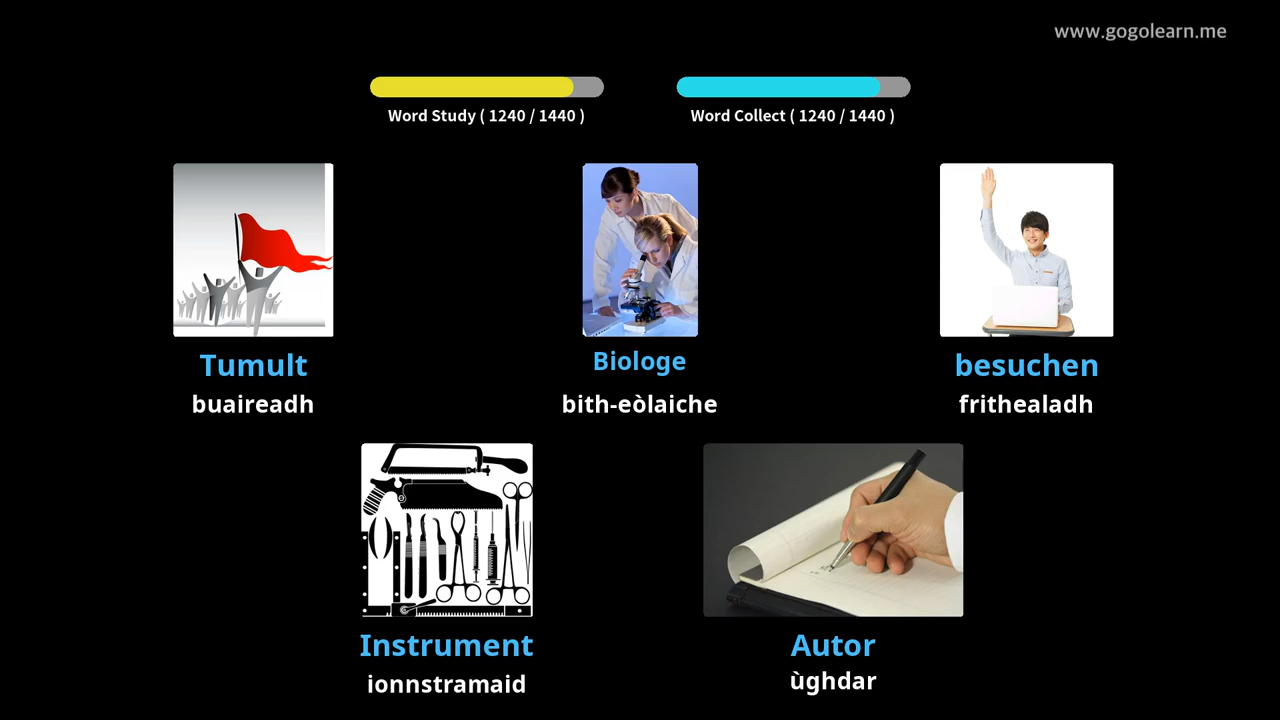 www.gogolearn.me
Word Study ( 1240 / 1440 )
Word Collect ( 1240 / 1440 )
Tumult
buaireadh
Biologe
bith-eòlaiche
besuchen
frithealadh
Instrument
ionnstramaid
Autor
ùghdar